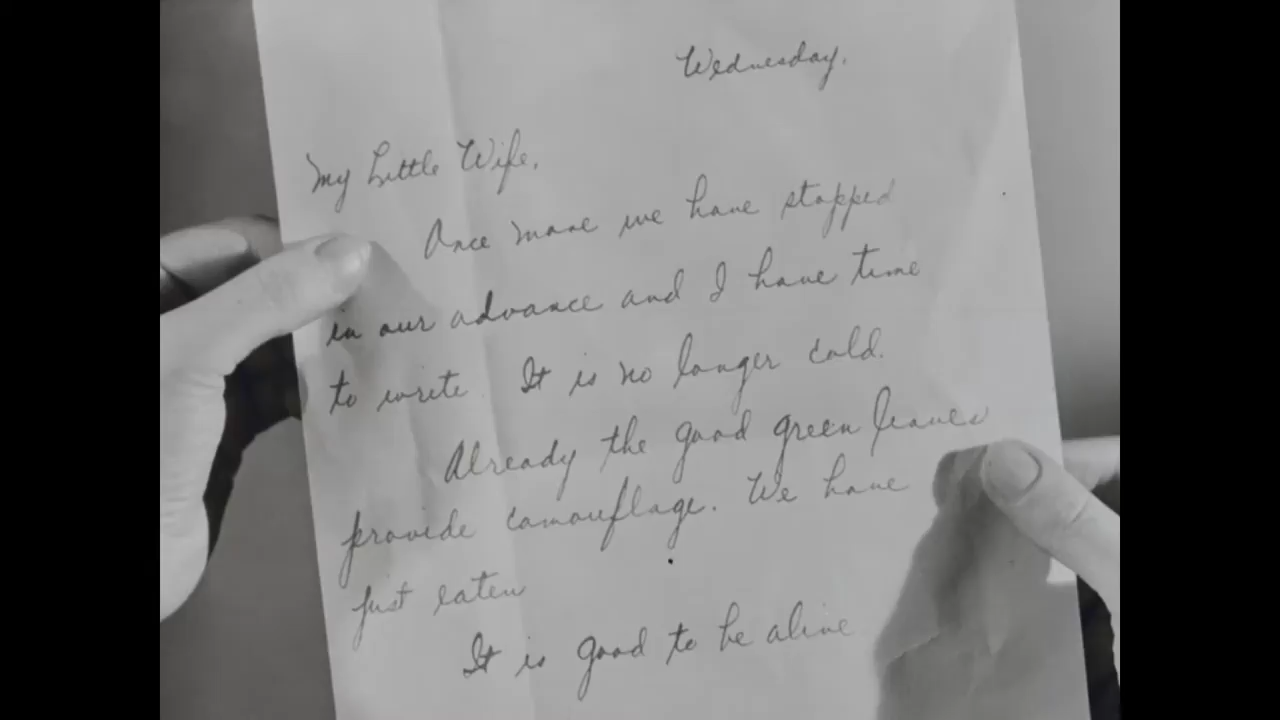 Wednesday.
My Little Wife,
Once more we have stopped
in our advance and I have time
to write. It is no longer cold.
Already the good green leaves
provide camouflage. We have
just eaten
It is good to be alive